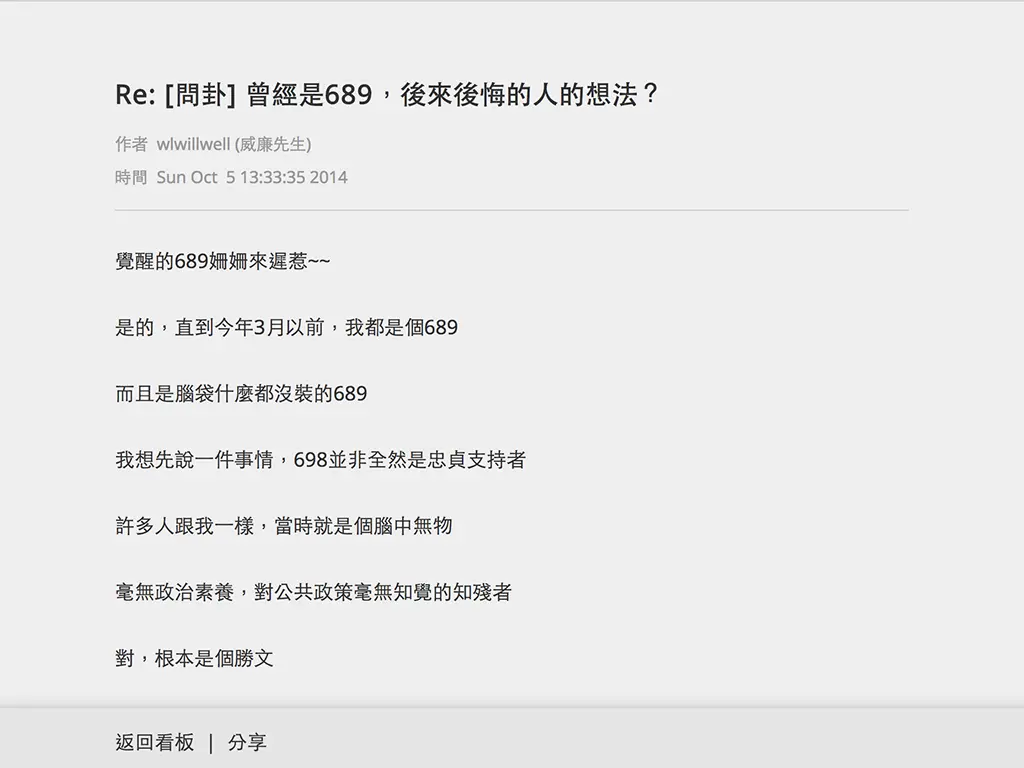 Re: [問卦] 曾經是689，後來後悔的人的想法？
作者 wlwillwell (威廉先生)
時間 Sun Oct  5 13:33:35 2014
覺醒的689姍姍來遲惹~~
是的，直到今年3月以前，我都是個689
而且是腦袋什麼都沒裝的689
我想先說一件事情，698並非全然是忠貞支持者
許多人跟我一樣，當時就是個腦中無物
毫無政治素養，對公共政策毫無知覺的知殘者
對，根本是個勝文
返回看板 | 分享